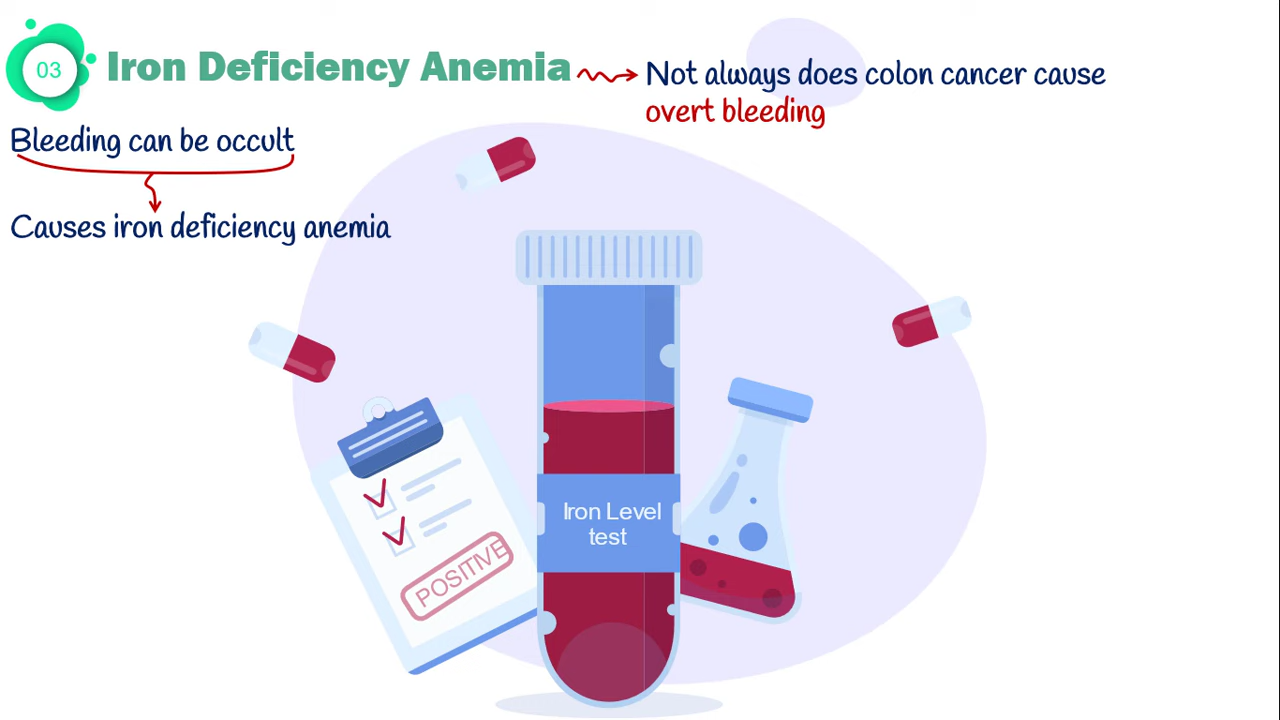 03
Iron Deficiency Anemia
Not always does colon cancer cause
overt bleeding
Bleeding can be occult
Causes iron deficiency anemia
Iron Level
test
POSITIVE